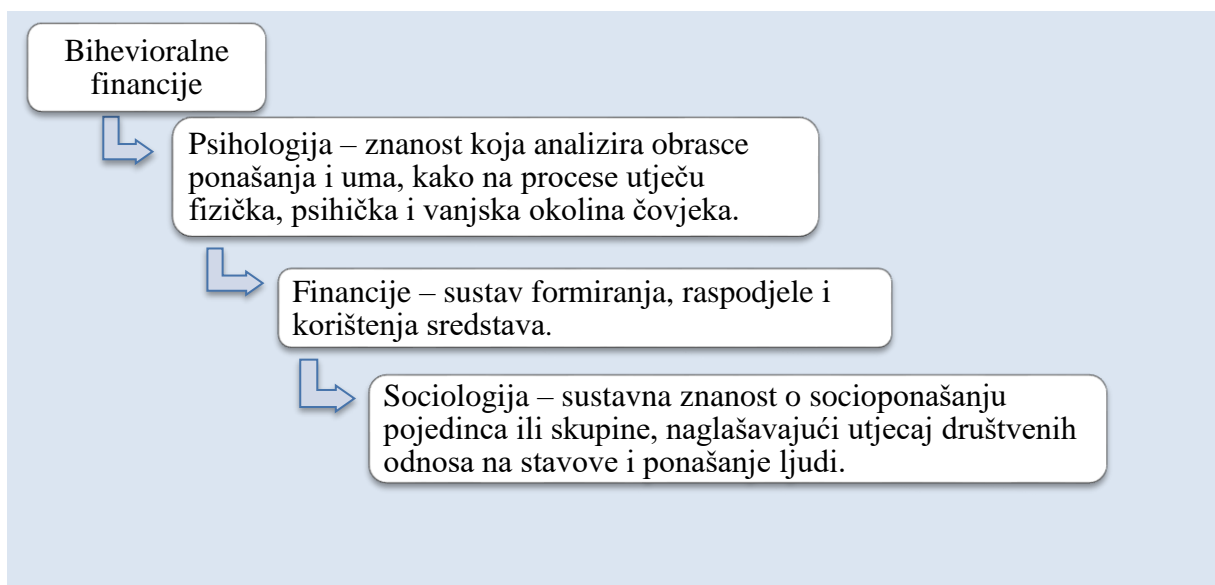 Bihevioralne
financije
Psihologija – znanost koja analizira obrasce
ponašanja i uma, kako na procese utječu
fizička, psihička i vanjska okolina čovjeka.
Financije – sustav formiranja, raspodjele i
korištenja sredstava.
Sociologija – sustavna znanost o socioponašanju
pojedinca ili skupine, naglašavajući utjecaj društvenih
odnosa na stavove i ponašanje ljudi.